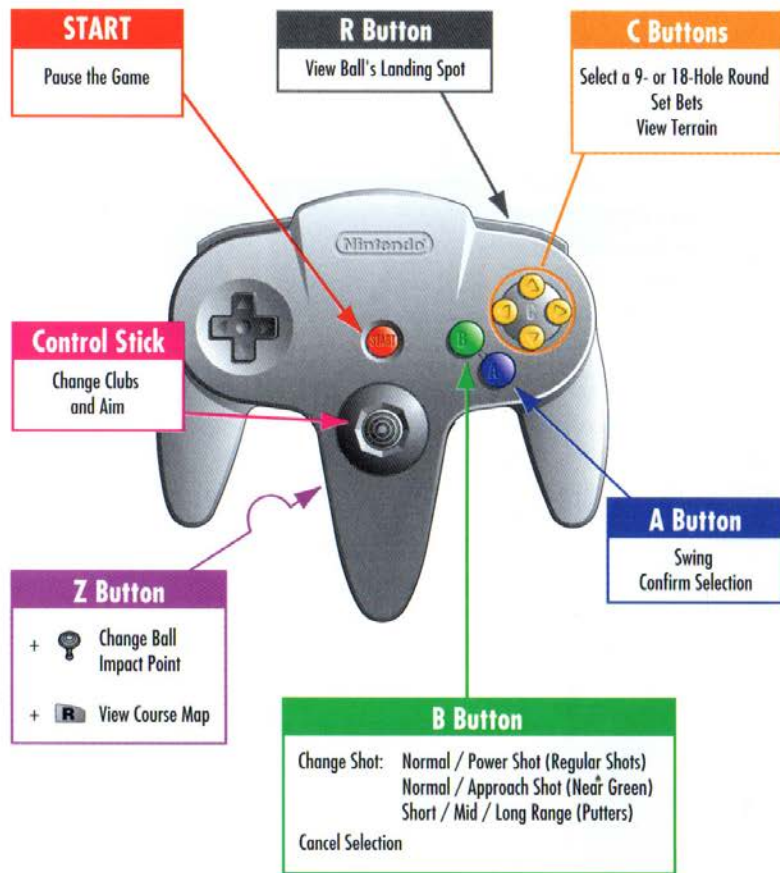 START
Pause the Game
R Button
View Ball's Landing Spot
C Buttons
Select a 9- or 18-Hole Round
Set Bets
View Terrain
Nintendo
C
START
B
A
Control Stick
Change Clubs
and Aim
A Button
Swing
Confirm Selection
Z Button
+ Change Ball
Impact Point
+ R View Course Map
B Button
Change Shot: Normal / Power Shot (Regular Shots)
Normal / Approach Shot (Near Green)
Short / Mid / Long Range (Putters)
Cancel Selection